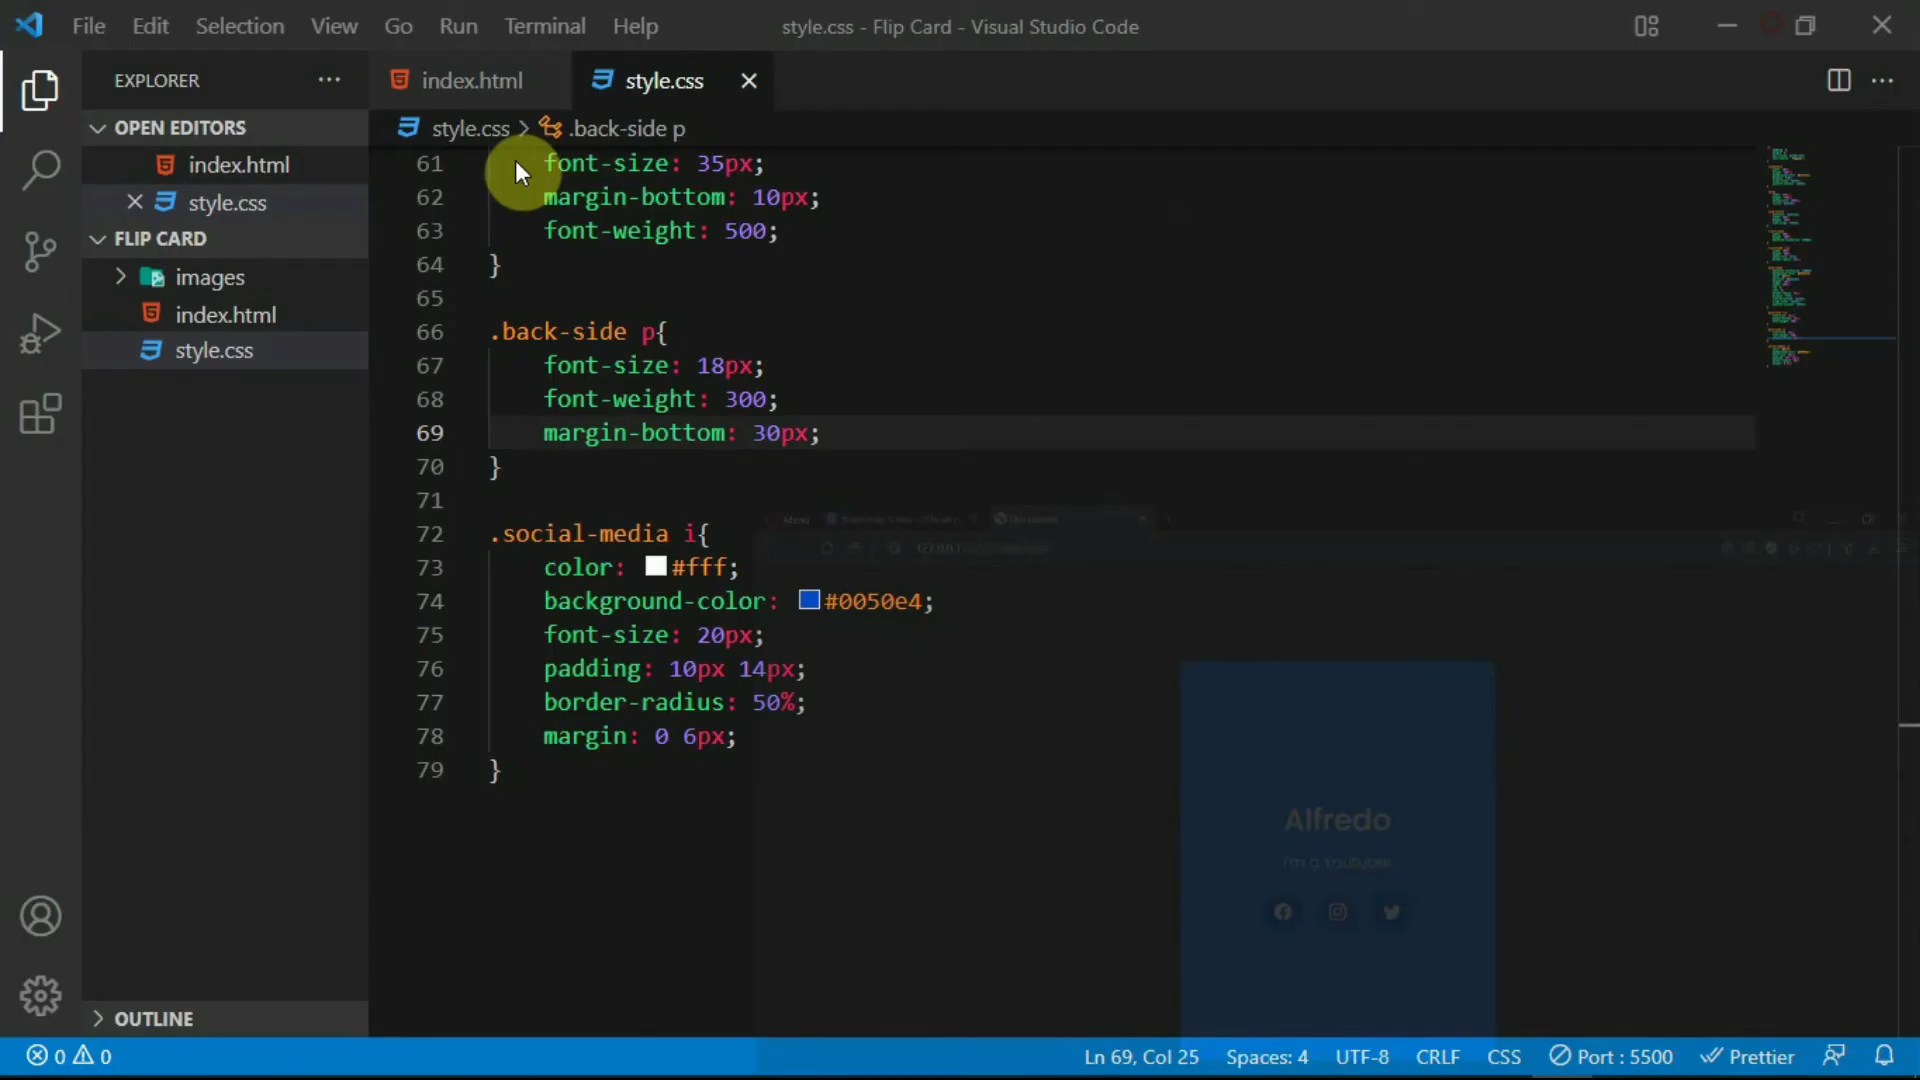 File Edit Selection View Go Run Terminal Help
style.css - Flip Card - Visual Studio Code
EXPLORER
index.html
style.css
OPEN EDITORS
index.html
style.css
FLIP CARD
images
index.html
style.css
OUTLINE
style.css > .back-side p
61 font-size: 35px;
62 margin-bottom: 10px;
63 font-weight: 500;
64 }
65
66 .back-side p{
67 font-size: 18px;
68 font-weight: 300;
69 margin-bottom: 30px;
70 }
71
72 .social-media i{
73 color: #fff;
74 background-color: #0050e4;
75 font-size: 20px;
76 padding: 10px 14px;
77 border-radius: 50%;
78 margin: 0 6px;
79 }
Menu
Alfredo
I'm a Youtuber
0 0
Ln 69, Col 25 Spaces: 4 UTF-8 CRLF CSS Port : 5500 Prettier